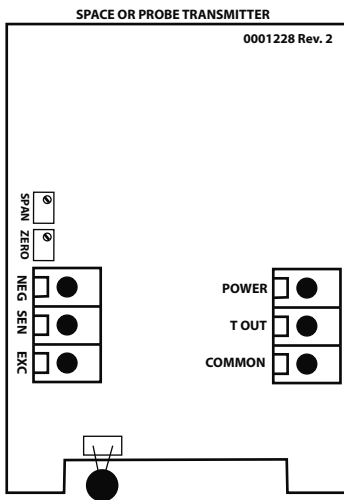 SPACE OR PROBE TRANSMITTER
0001228 Rev. 2
SPAN
ZERO
NEG
SEN
EXC
POWER
T OUT
COMMON